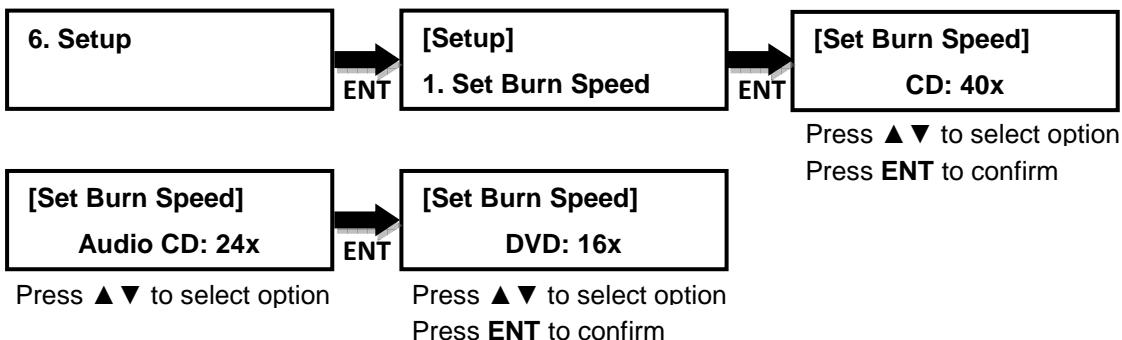 6. Setup
ENT
[Setup]
1. Set Burn Speed
ENT
[Set Burn Speed]
CD: 40x
Press ▲▼ to select option
Press ENT to confirm
[Set Burn Speed]
Audio CD: 24x
Press ▲▼ to select option
ENT
[Set Burn Speed]
DVD: 16x
Press ▲▼ to select option
Press ENT to confirm